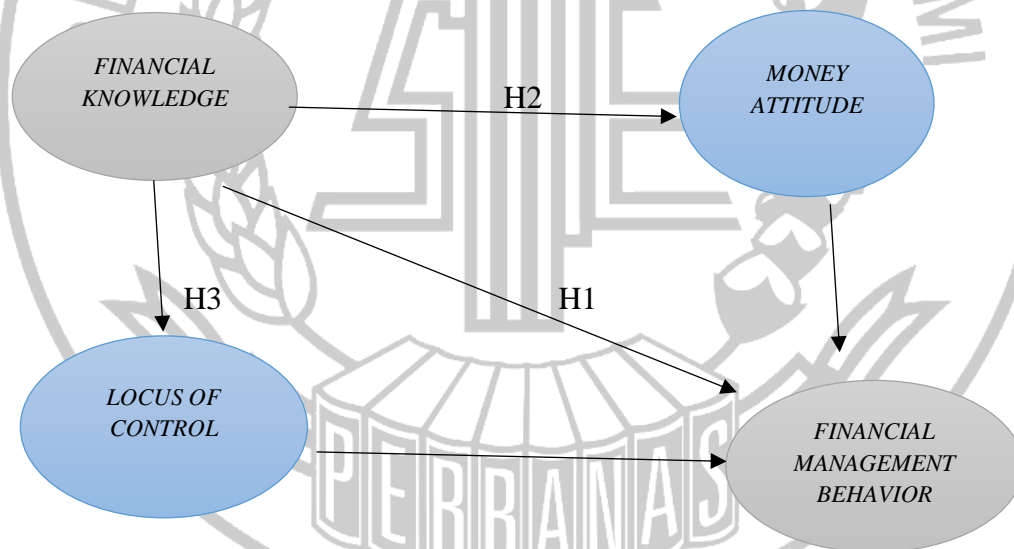 FINANCIAL
KNOWLEDGE
MONEY
ATTITUDE
H2
H3
H1
LOCUS OF
CONTROL
FINANCIAL
MANAGEMENT
BEHAVIOR
PERBANAS